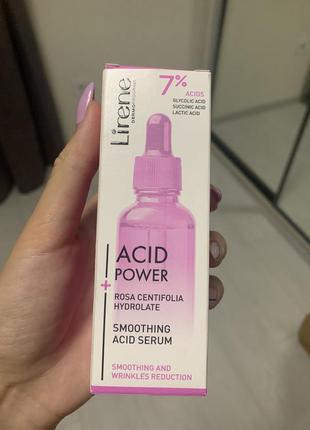 Lirene
DERMOPROGRAM
7%
ACIDS
GLYCOLIC ACID
SUCCINIC ACID
LACTIC ACID
ACID
POWER
+
ROSA CENTIFOLIA
HYDROLATE
SMOOTHING
ACID SERUM
SMOOTHING AND
WRINKLES REDUCTION